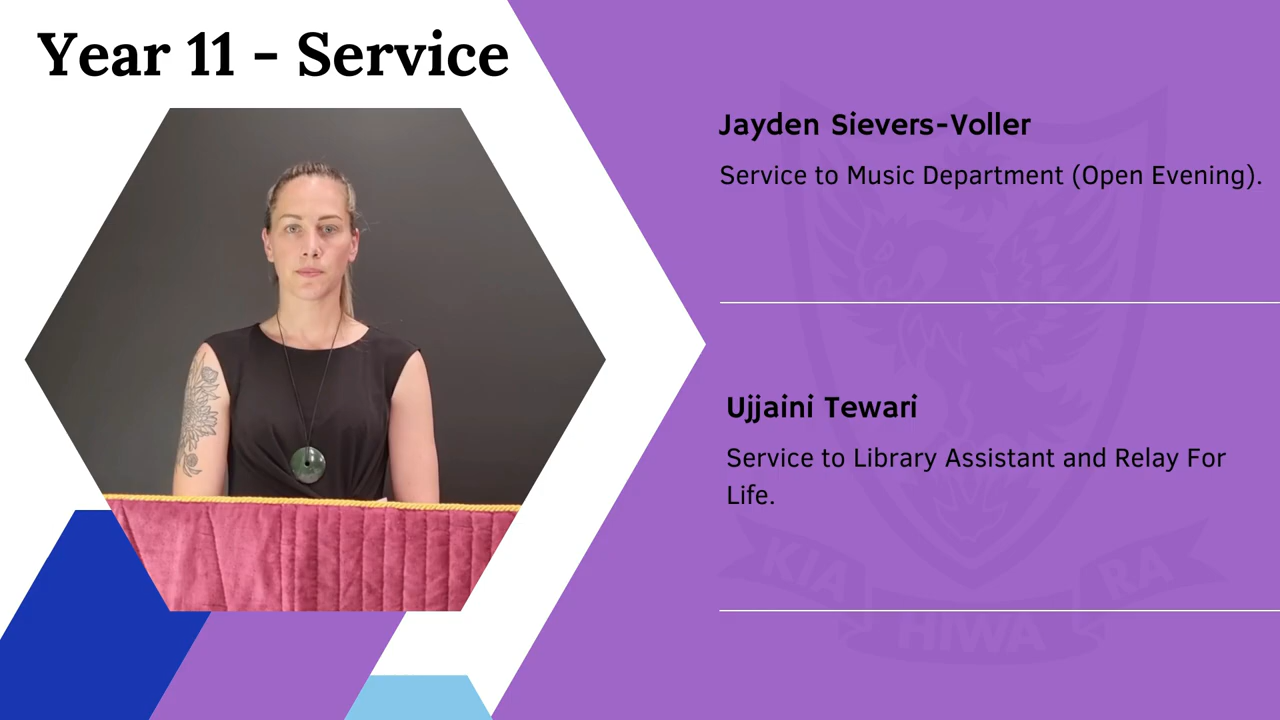 Year 11 - Service
Jayden Sievers-Voller
Service to Music Department (Open Evening).
Ujjaini Tewari
Service to Library Assistant and Relay For
Life.
KIA
HIWA
RA